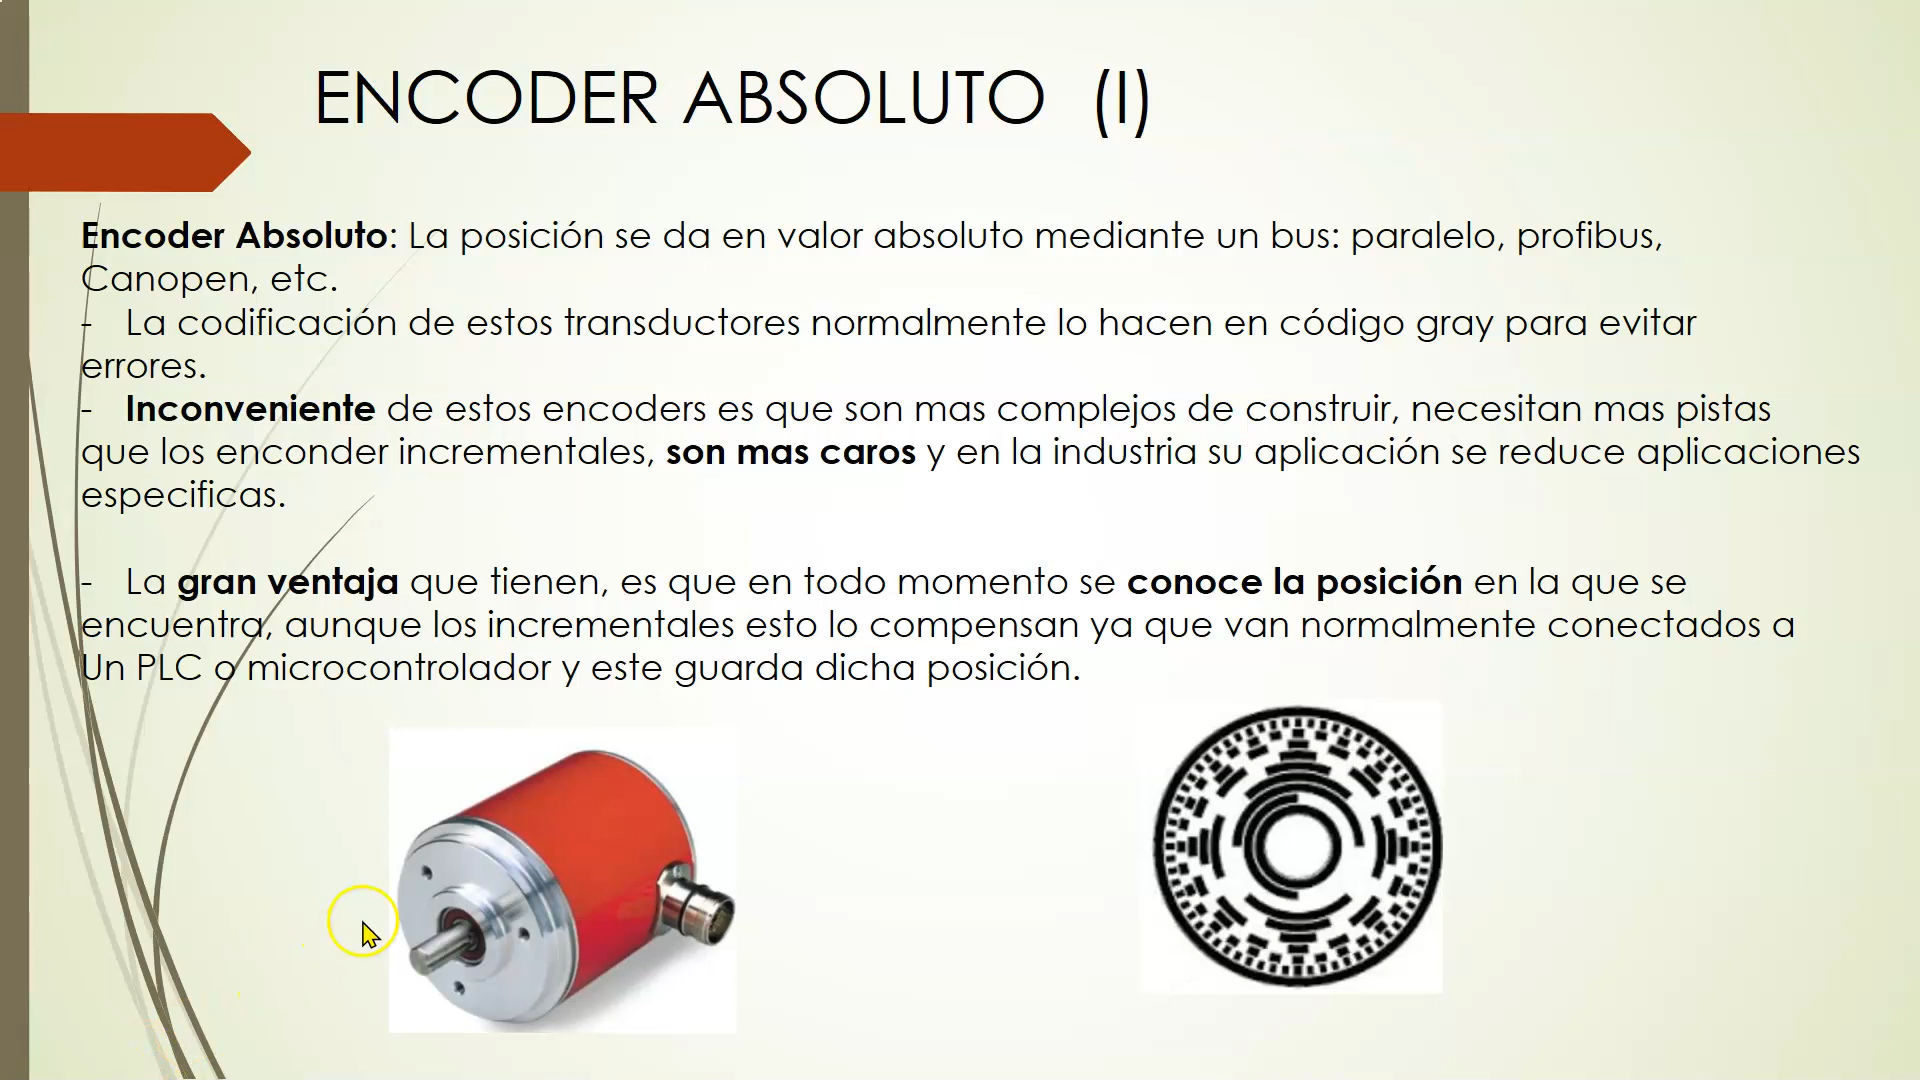 ENCODER ABSOLUTO (I)
Encoder Absoluto: La posición se da en valor absoluto mediante un bus: paralelo, profibus,
Canopen, etc.
- La codificación de estos transductores normalmente lo hacen en código gray para evitar
errores.
- Inconveniente de estos encoders es que son mas complejos de construir, necesitan mas pistas
que los enconder incrementales, son mas caros y en la industria su aplicación se reduce aplicaciones
especificas.
- La gran ventaja que tienen, es que en todo momento se conoce la posición en la que se
encuentra, aunque los incrementales esto lo compensan ya que van normalmente conectados a
Un PLC o microcontrolador y este guarda dicha posición.